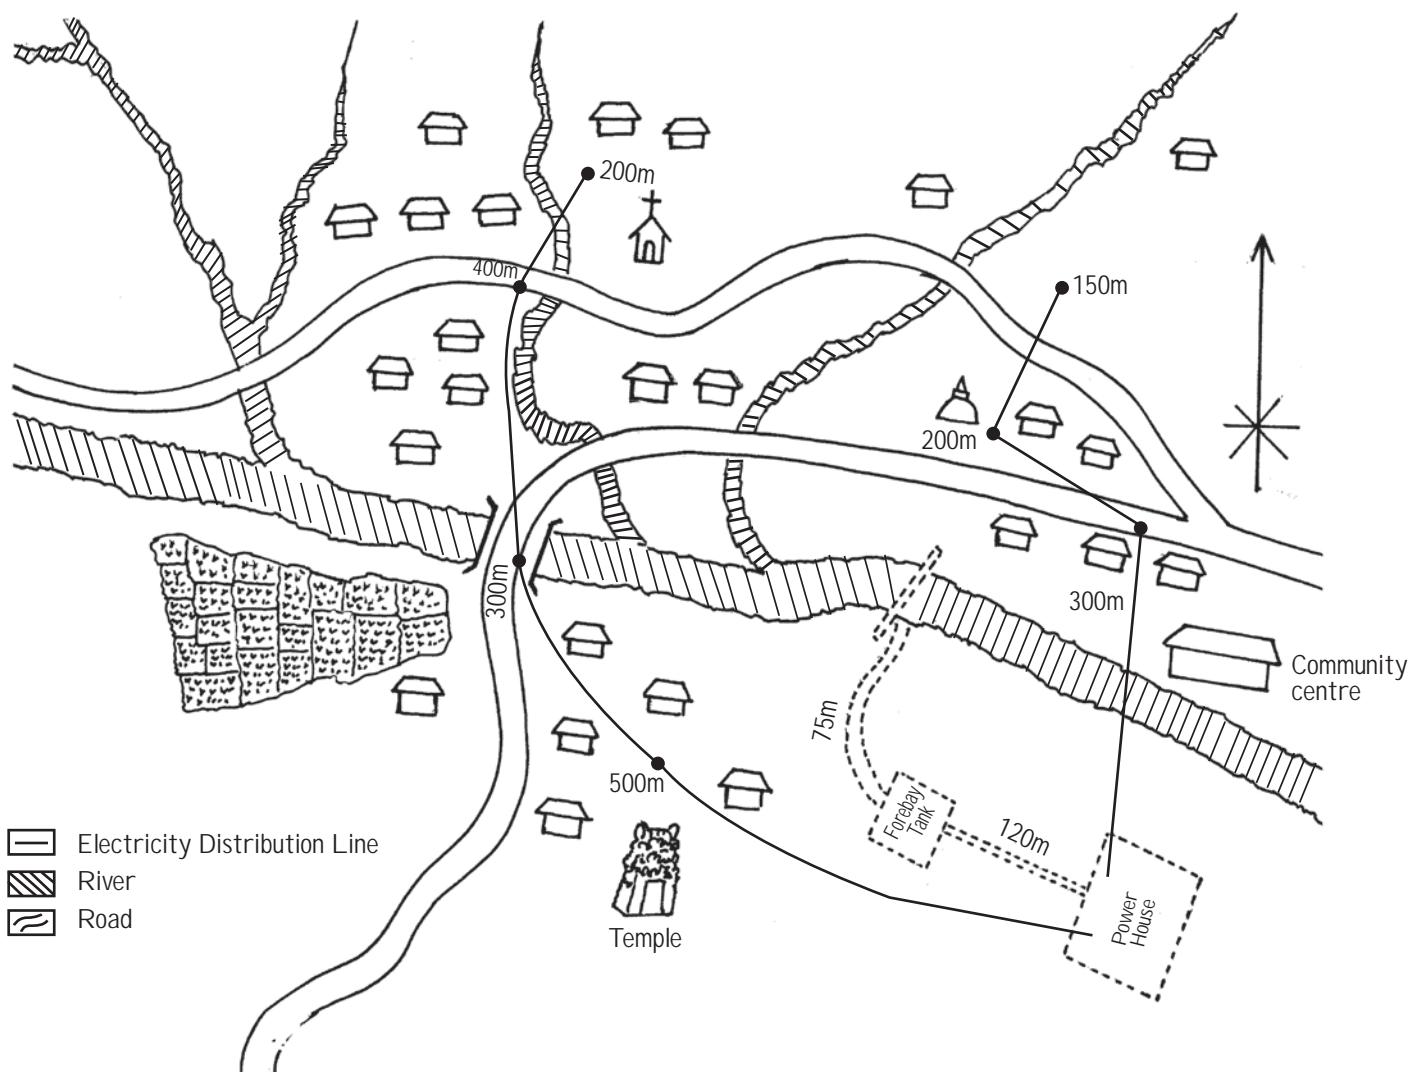 200m
400m
150m
200m
300m
300m
Community
centre
75m
500m
Forebay
Tank
120m
Power
House
Electricity Distribution Line
River
Road
Temple